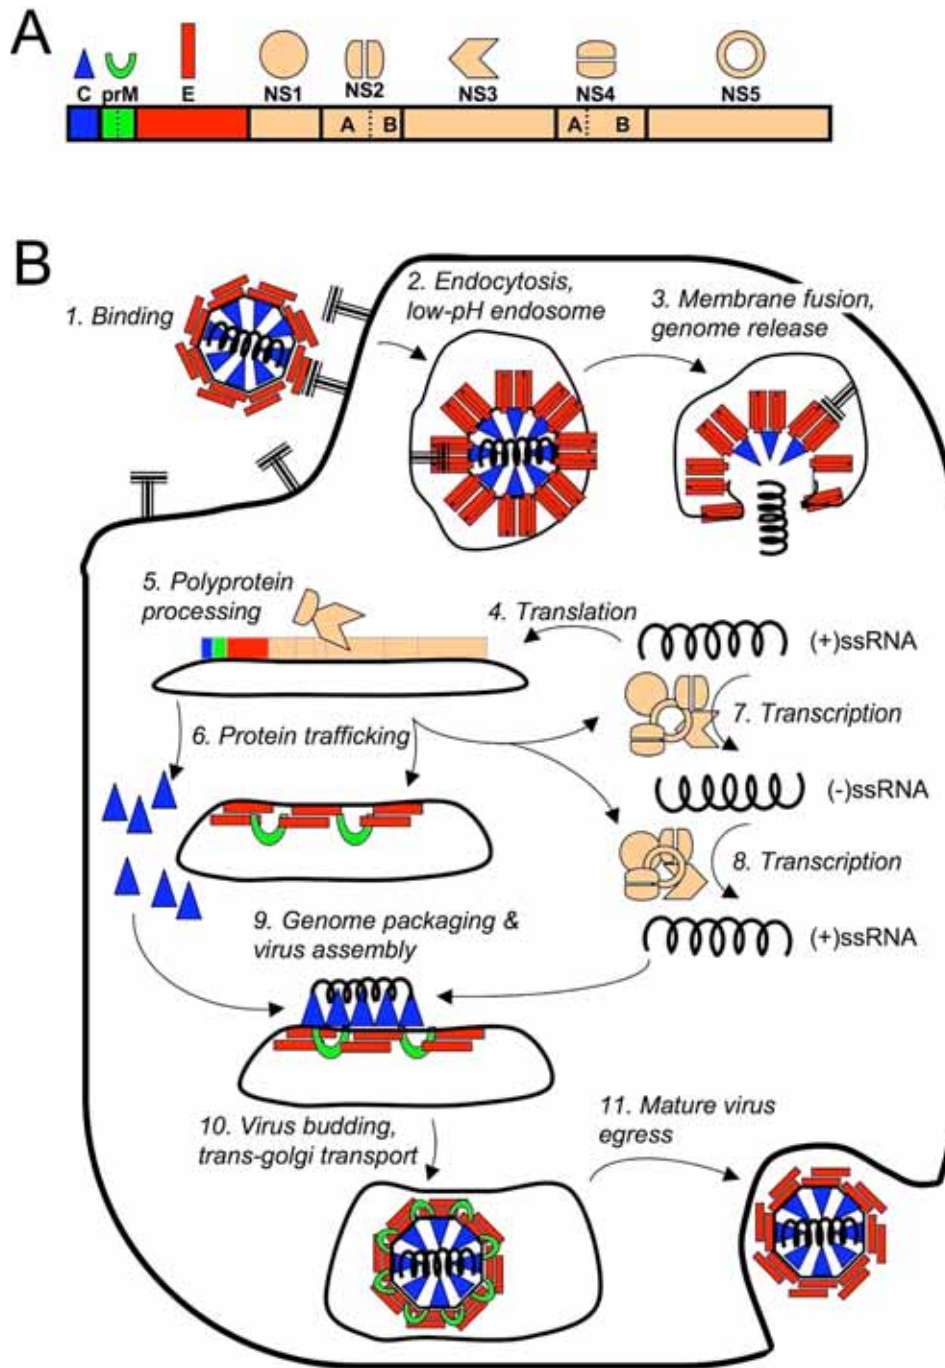 A
C prM E NS1 NS2 NS3 NS4 NS5
A B A B
B
1. Binding
2. Endocytosis,
low-pH endosome
3. Membrane fusion,
genome release
5. Polyprotein
processing
4. Translation
(+)ssRNA
6. Protein trafficking
7. Transcription
(-)ssRNA
8. Transcription
(+)ssRNA
9. Genome packaging &
virus assembly
10. Virus budding,
trans-golgi transport
11. Mature virus
egress